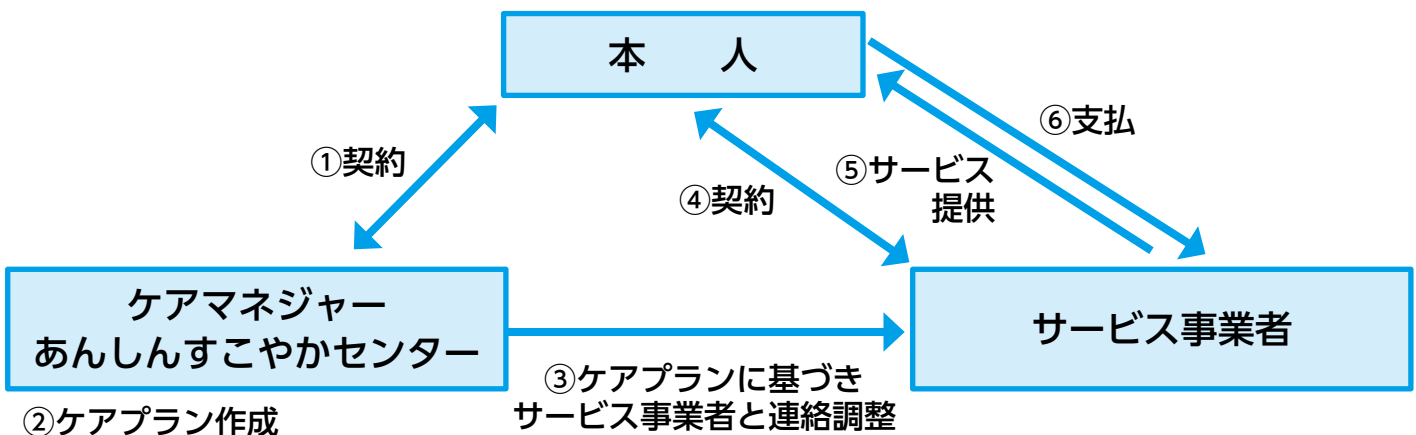 本　　人
①契約
④契約
⑤サービス
提供
⑥支払
ケアマネジャー
あんしんすこやかセンター
サービス事業者
②ケアプラン作成
③ケアプランに基づき
サービス事業者と連絡調整